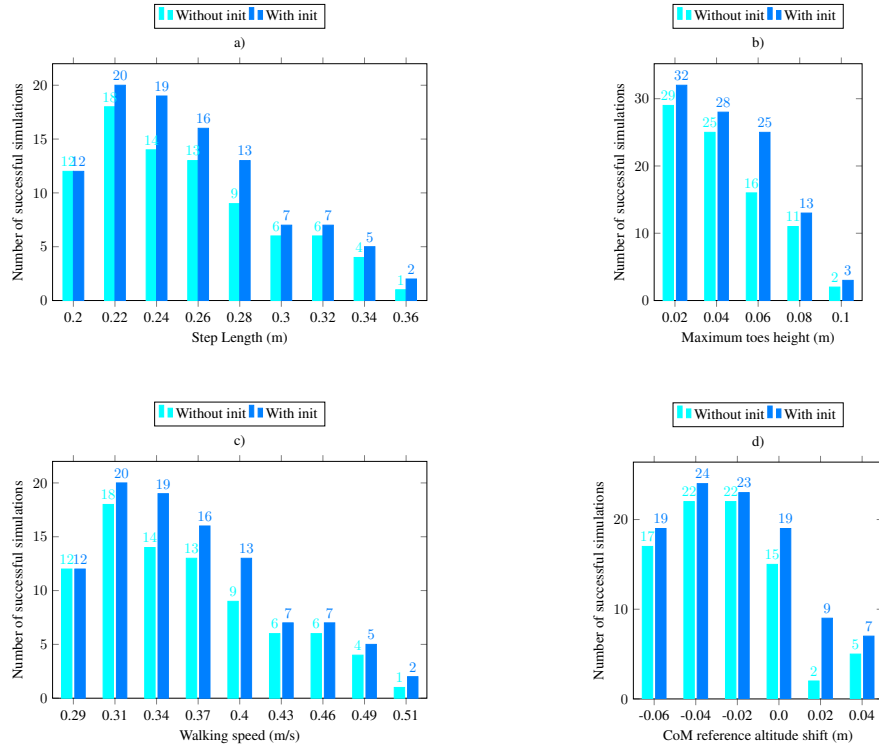 Without init With init
a)
Number of successful simulations
20
15
10
5
0
12 18 14 13 9 6 6 4 1
12 20 19 16 13 7 7 5 2
0.2 0.22 0.24 0.26 0.28 0.3 0.32 0.34 0.36
Step Length (m)
Without init With init
b)
Number of successful simulations
30
20
10
0
29 25 16 11 2
32 28 25 13 3
0.02 0.04 0.06 0.08 0.1
Maximum toes height (m)
Without init With init
c)
Number of successful simulations
20
15
10
5
0
12 18 14 13 9 6 6 4 1
12 20 19 16 13 7 7 5 2
0.29 0.31 0.34 0.37 0.4 0.43 0.46 0.49 0.51
Walking speed (m/s)
Without init With init
d)
Number of successful simulations
20
10
0
17 22 22 15 2 5
19 24 23 19 9 7
-0.06 -0.04 -0.02 0.0 0.02 0.04
CoM reference altitude shift (m)